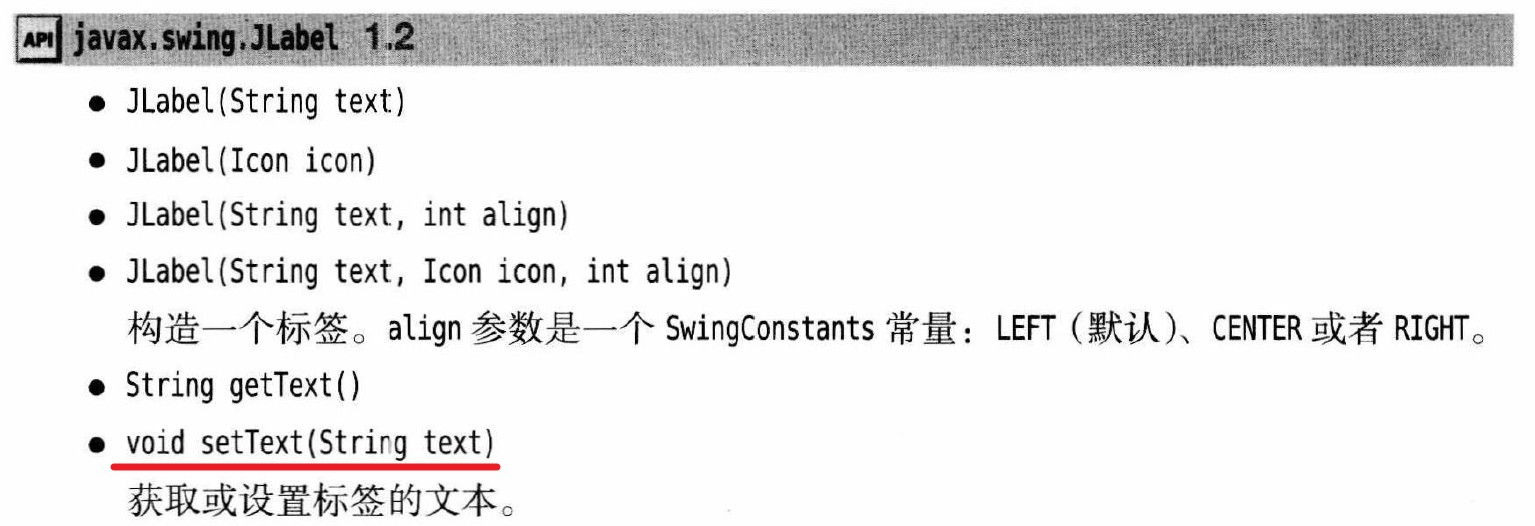 API javax.swing.JLabel 1.2
● JLabel(String text)
● JLabel(Icon icon)
● JLabel(String text, int align)
● JLabel(String text, Icon icon, int align)
构造一个标签。align 参数是一个 SwingConstants 常量：LEFT（默认）、CENTER 或者 RIGHT。
● String getText()
● void setText(String text)
获取或设置标签的文本。